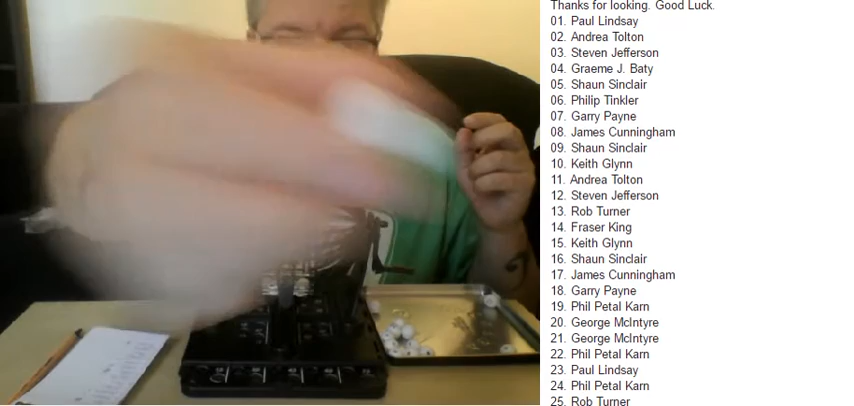 Thanks for looking. Good Luck.
01. Paul Lindsay
02. Andrea Tolton
03. Steven Jefferson
04. Graeme J. Baty
05. Shaun Sinclair
06. Philip Tinkler
07. Garry Payne
08. James Cunningham
09. Shaun Sinclair
10. Keith Glynn
11. Andrea Tolton
12. Steven Jefferson
13. Rob Turner
14. Fraser King
15. Keith Glynn
16. Shaun Sinclair
17. James Cunningham
18. Garry Payne
19. Phil Petal Karn
20. George McIntyre
21. George McIntyre
22. Phil Petal Karn
23. Paul Lindsay
24. Phil Petal Karn
25. Rob Turner